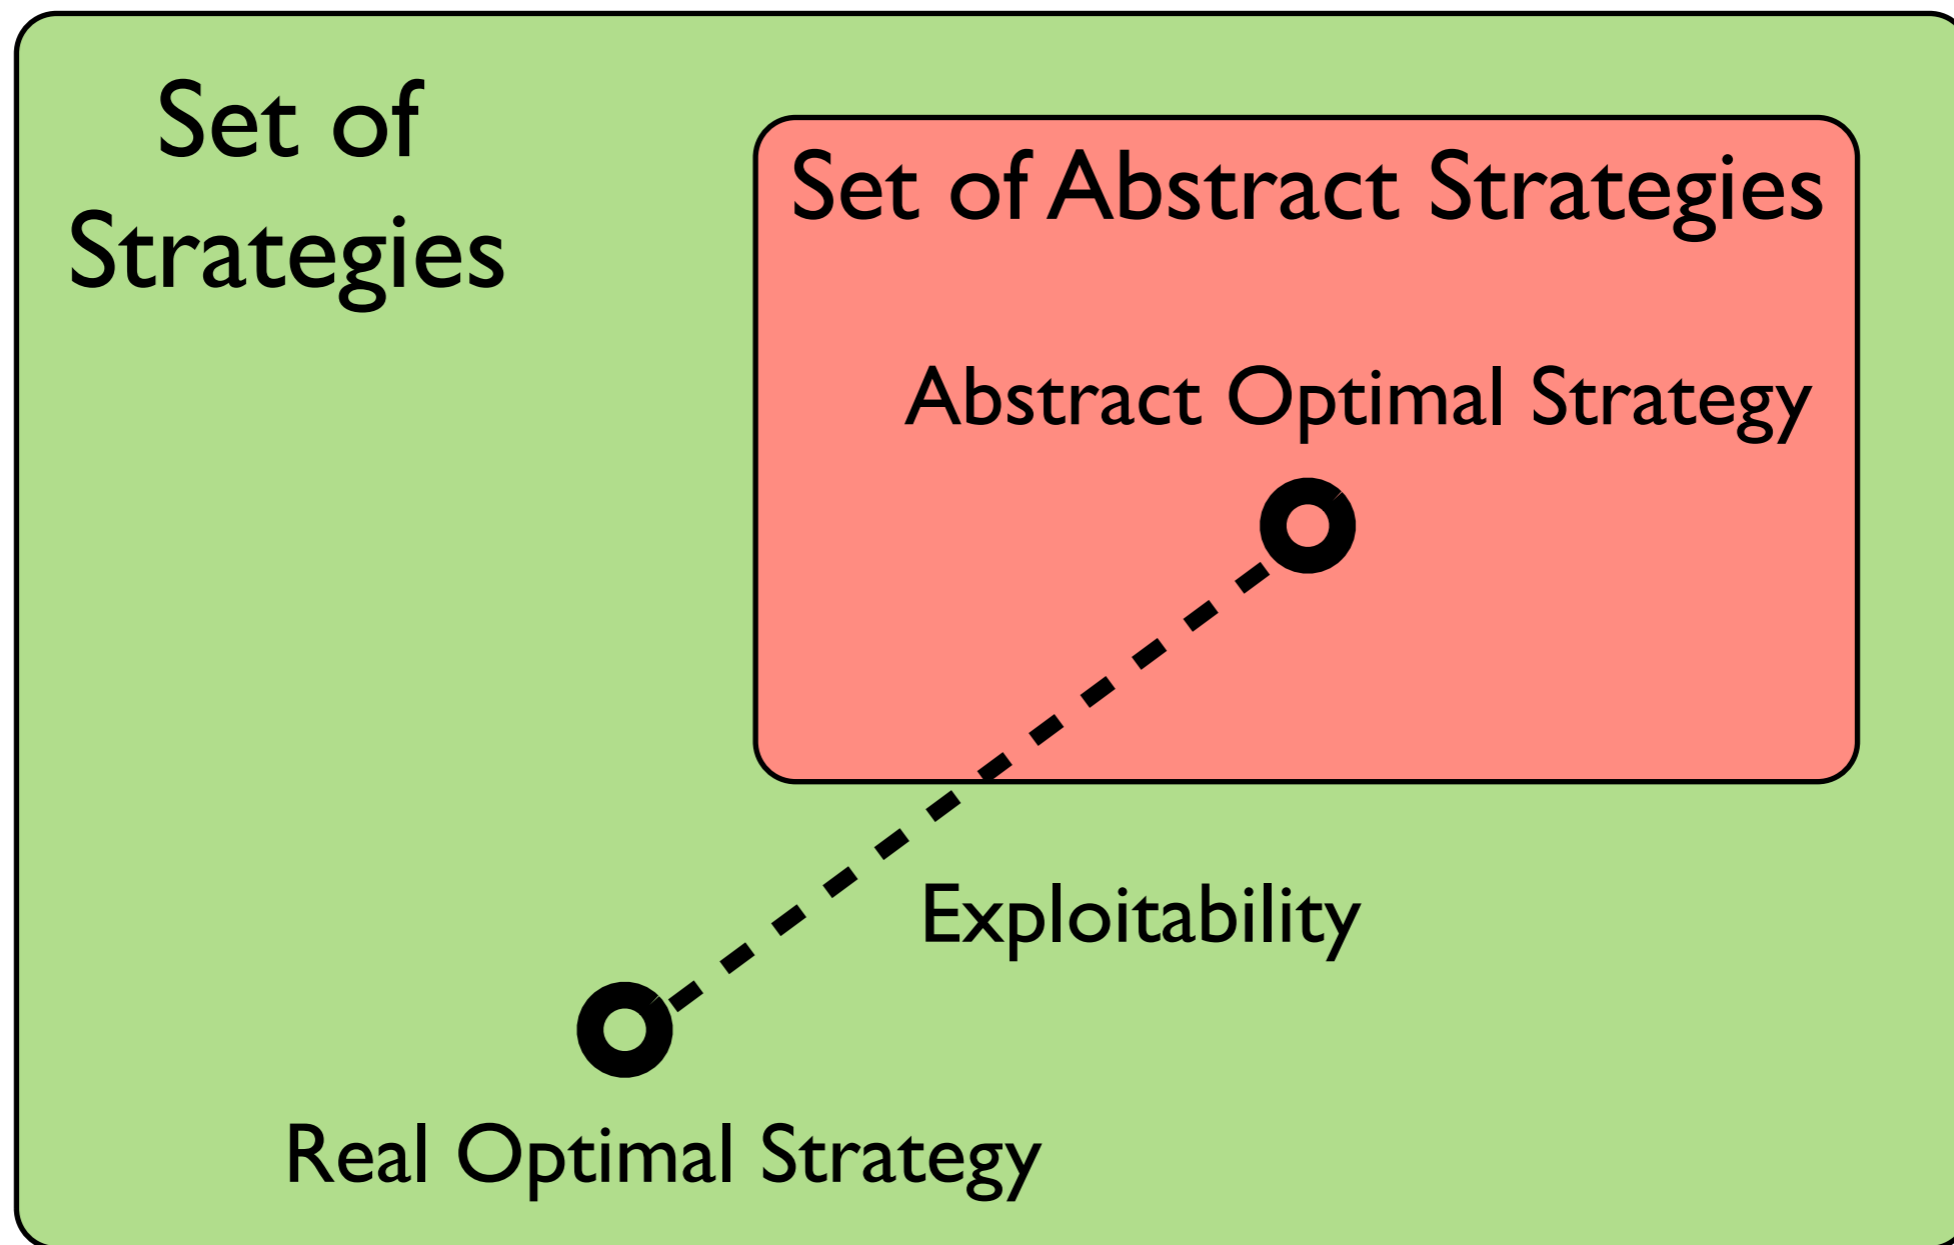 Set of
Strategies
Set of Abstract Strategies
Abstract Optimal Strategy
Exploitability
Real Optimal Strategy